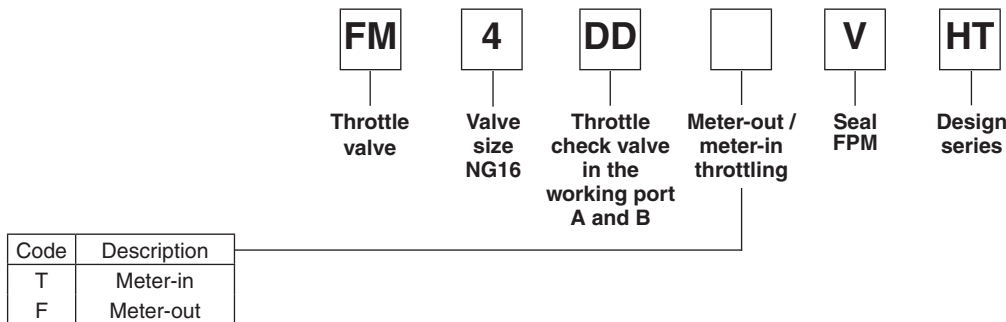 FM 4 DD V HT
Throttle valve
Valve size NG16
Throttle check valve in the working port A and B
Meter-out / meter-in throttling
Seal FPM
Design series
Code Description
T Meter-in
F Meter-out